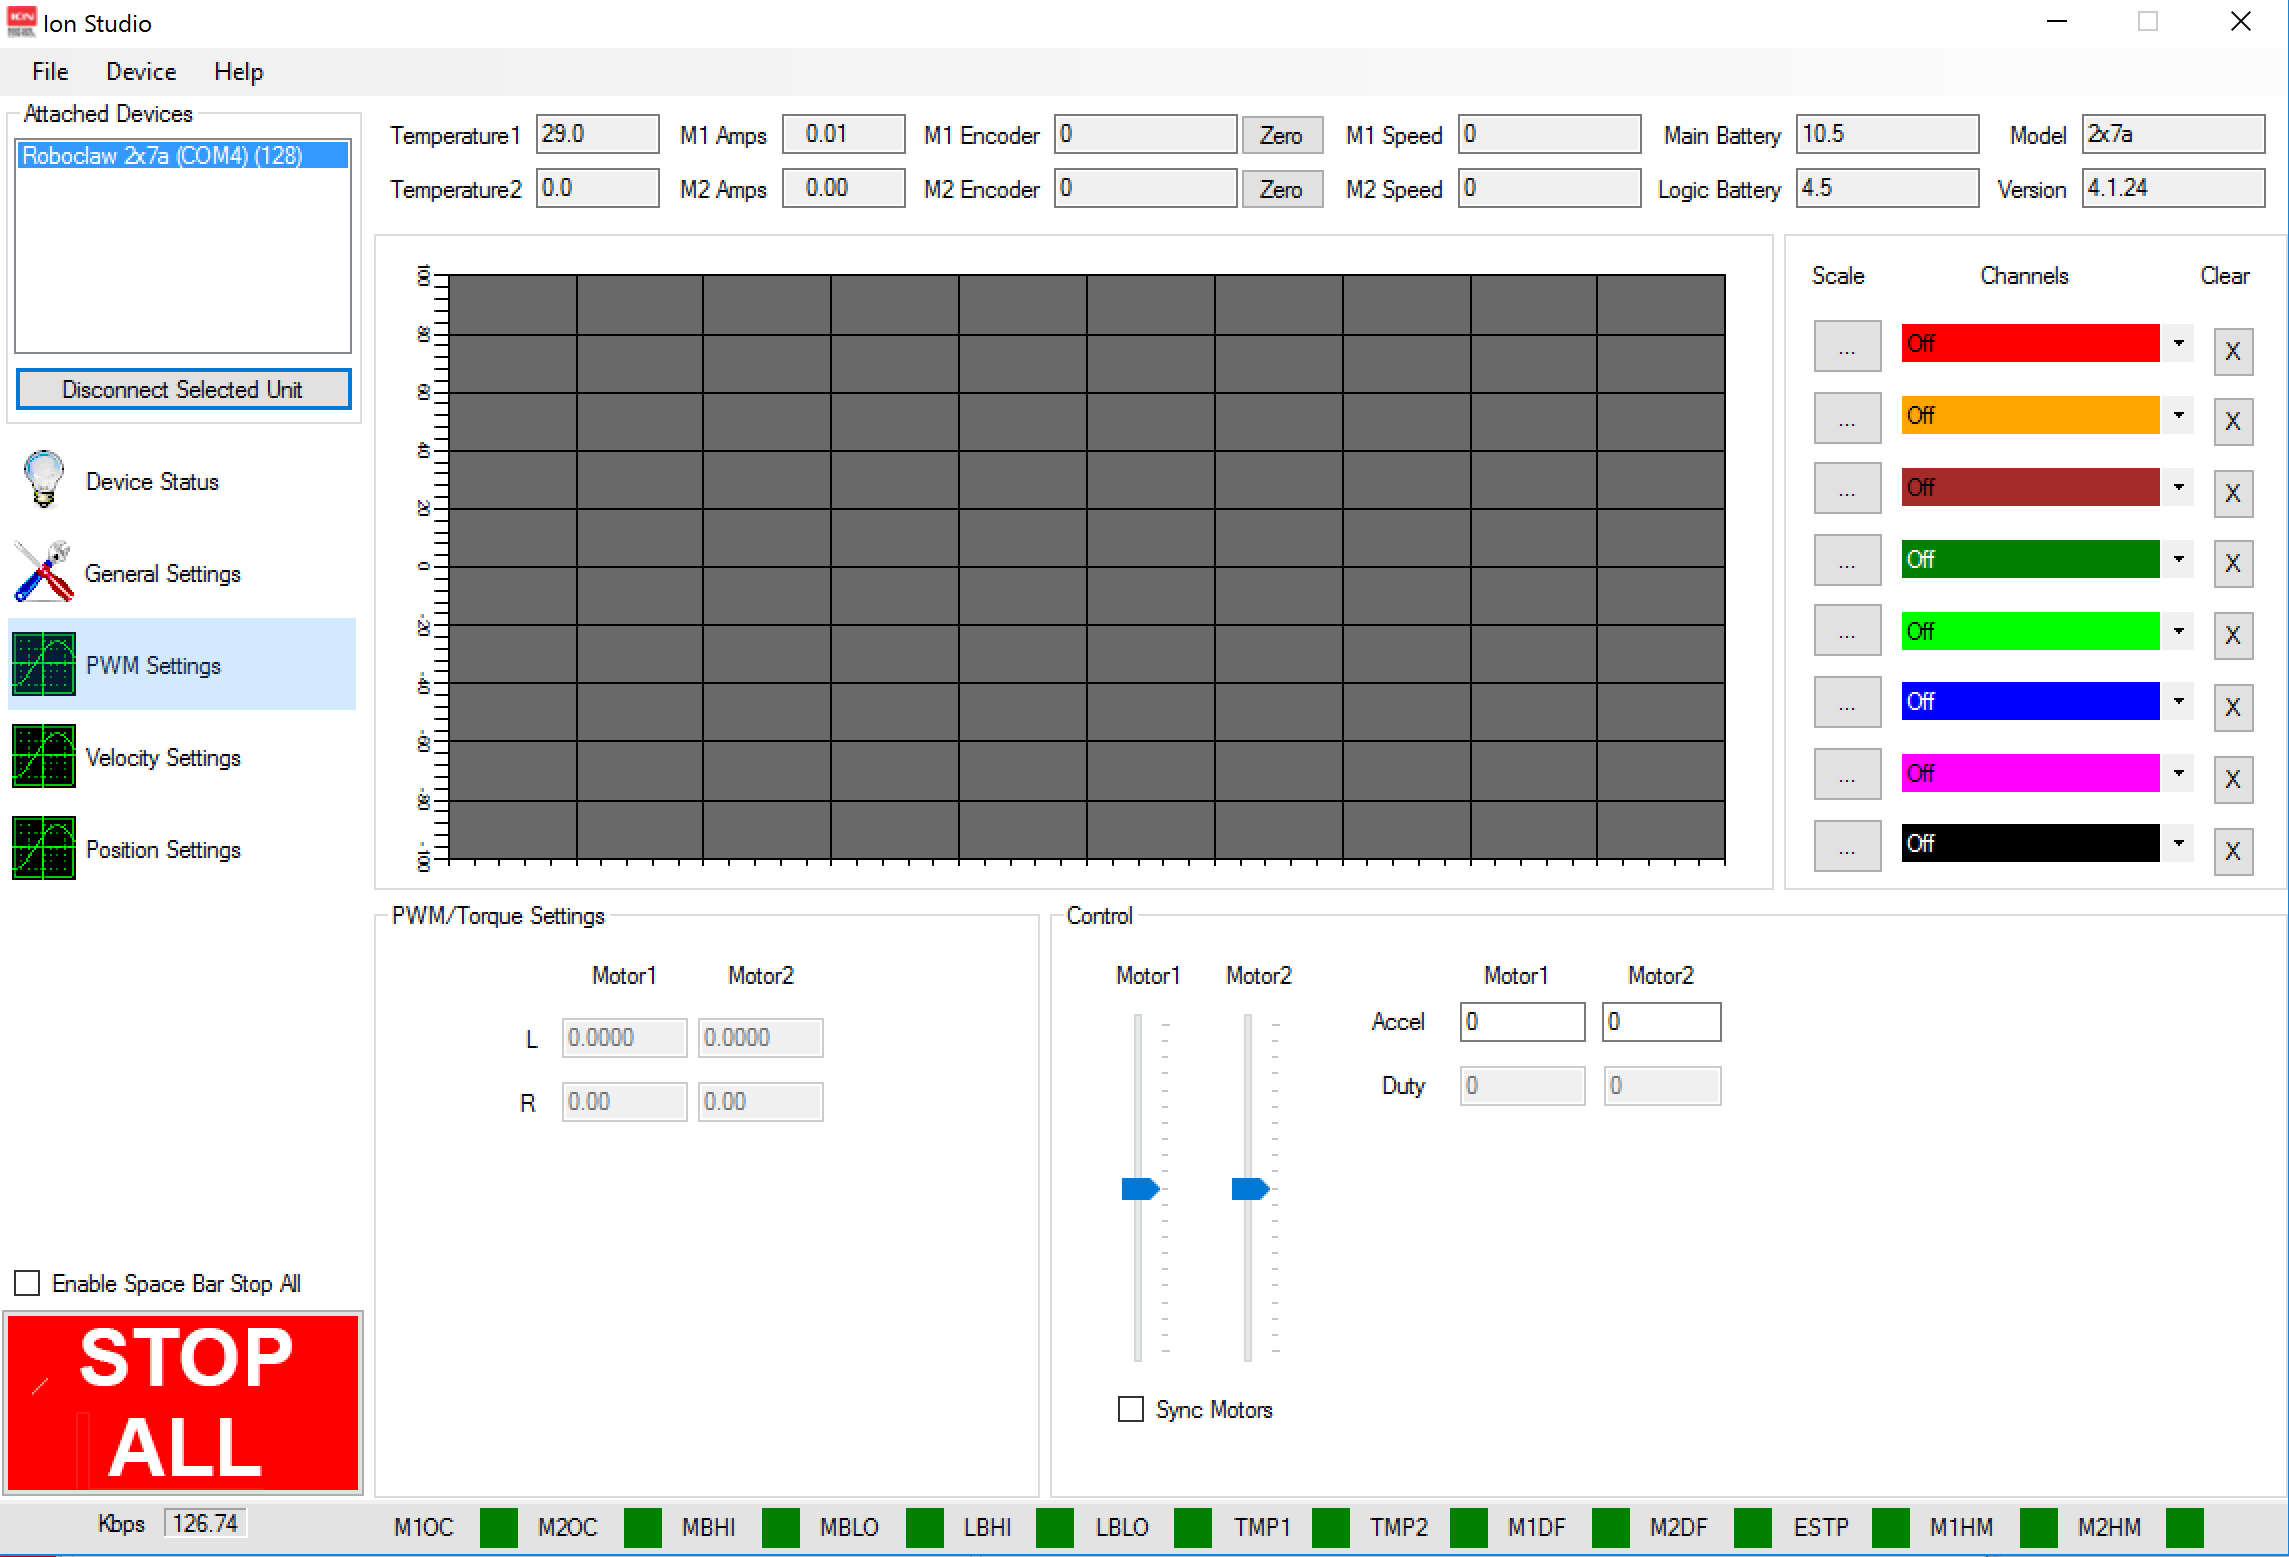 Ion Studio
File Device Help
Attached Devices
Roboclaw 2x7a (COM4) (128)
Disconnect Selected Unit
Temperature1 29.0 M1 Amps 0.01 M1 Encoder 0 Zero M1 Speed 0 Main Battery 10.5 Model 2x7a
Temperature2 0.0 M2 Amps 0.00 M2 Encoder 0 Zero M2 Speed 0 Logic Battery 4.5 Version 4.1.24
Device Status
General Settings
PWM Settings
Velocity Settings
Position Settings
100
80
60
40
20
0
-20
-40
-60
-80
-100
Scale Channels Clear
... Off X
... Off X
... Off X
... Off X
... Off X
... Off X
... Off X
... Off X
PWM/Torque Settings
Motor1 Motor2
L 0.0000 0.0000
R 0.00 0.00
Control
Motor1 Motor2 Motor1 Motor2
Accel 0 0
Duty 0 0
Sync Motors
Enable Space Bar Stop All
STOP
ALL
Kbps 126.74 M1OC M2OC MBHI MBLO LBHI LBLO TMP1 TMP2 M1DF M2DF ESTP M1HM M2HM